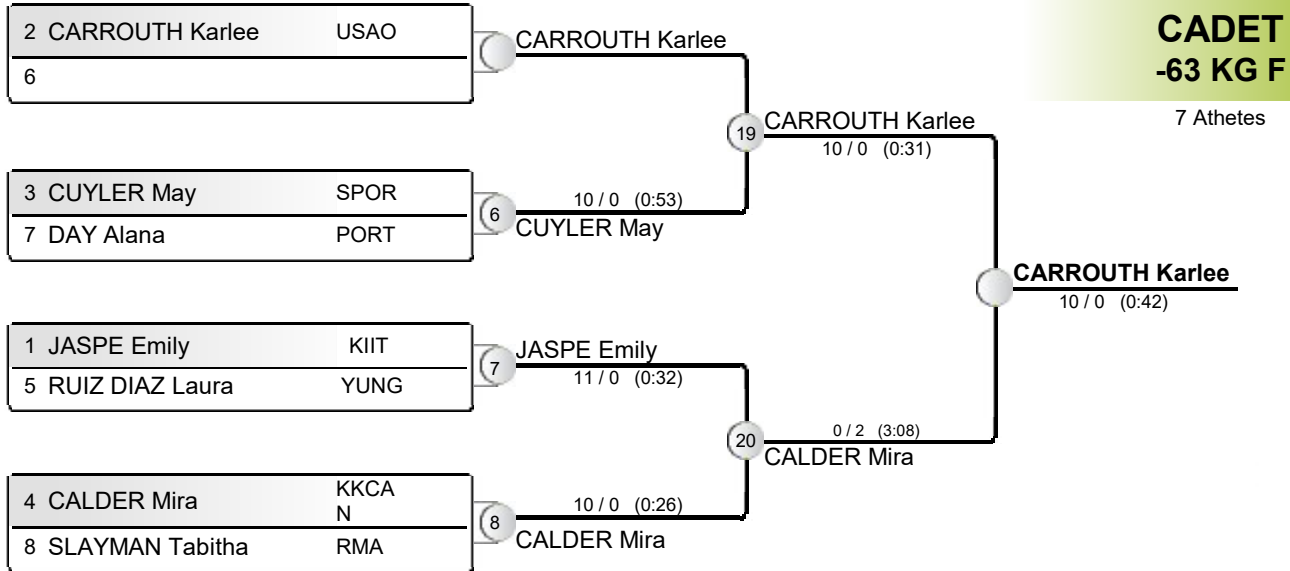 CADET
-63 KG F
7 Athetes
2 CARROUTH Karlee USAO
6
CARROUTH Karlee
19
CARROUTH Karlee
10 / 0 (0:31)
3 CUYLER May SPOR
7 DAY Alana PORT
6
10 / 0 (0:53)
CUYLER May
CARROUTH Karlee
10 / 0 (0:42)
1 JASPE Emily KIIT
5 RUIZ DIAZ Laura YUNG
7
JASPE Emily
11 / 0 (0:32)
20
0 / 2 (3:08)
CALDER Mira
4 CALDER Mira KKCA
N
8 SLAYMAN Tabitha RMA
8
10 / 0 (0:26)
CALDER Mira